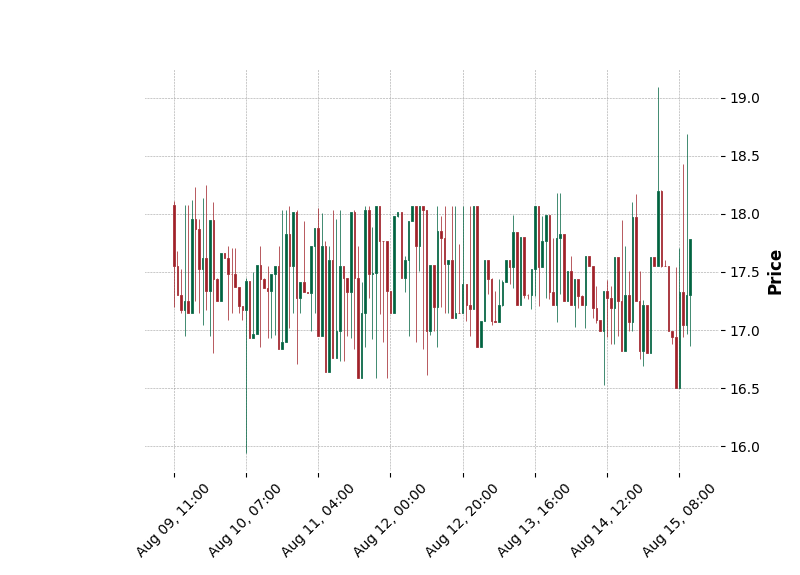 19.0
18.5
18.0
17.5
17.0
16.5
16.0
Price
Aug 09, 11:00
Aug 10, 07:00
Aug 11, 04:00
Aug 12, 00:00
Aug 12, 20:00
Aug 13, 16:00
Aug 14, 12:00
Aug 15, 08:00